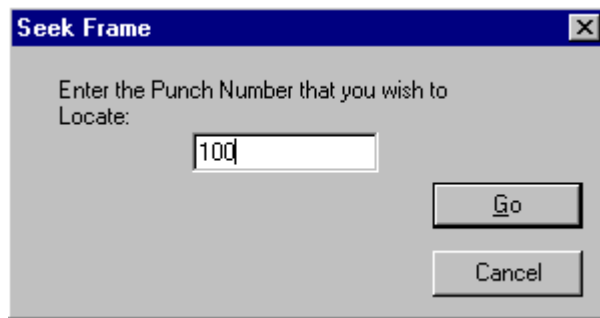 Seek Frame
Enter the Punch Number that you wish to
Locate:
100
Go
Cancel